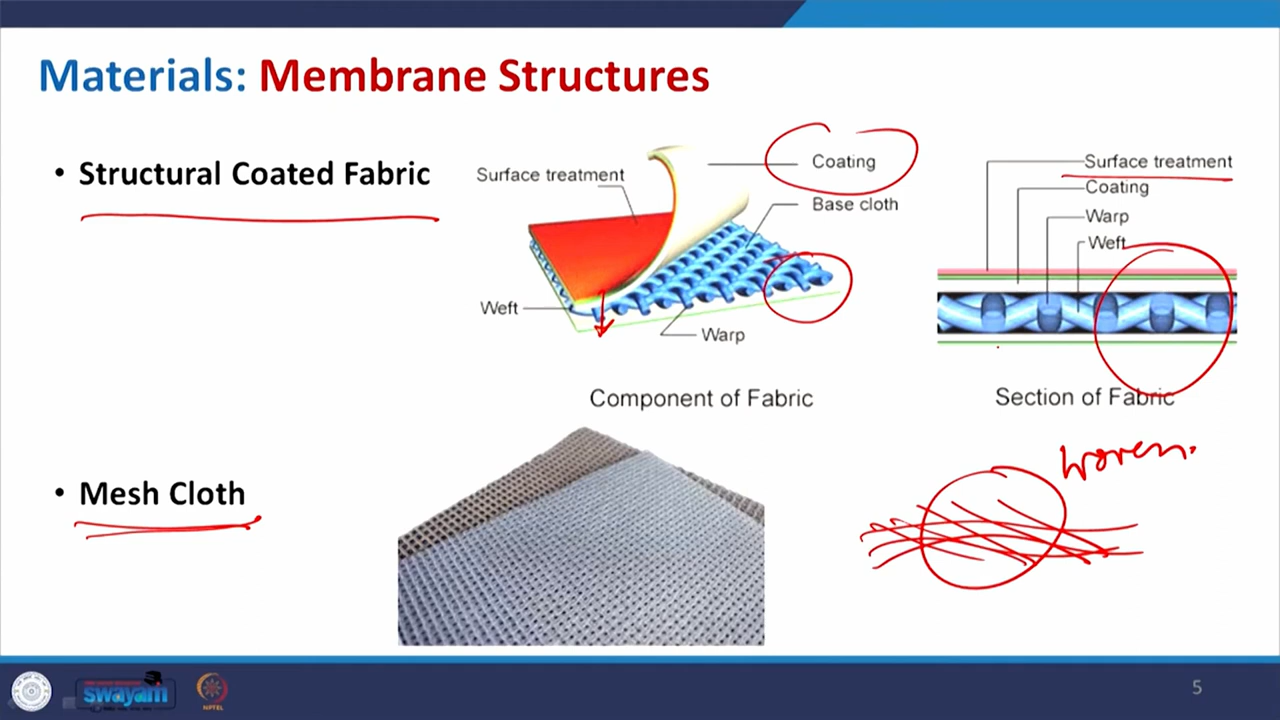 Materials: Membrane Structures
• Structural Coated Fabric
Surface treatment
Coating
Base cloth
Weft
Warp
Component of Fabric
Surface treatment
Coating
Warp
Weft
Section of Fabric
• Mesh Cloth
woven.
swayam
NPTEL
5